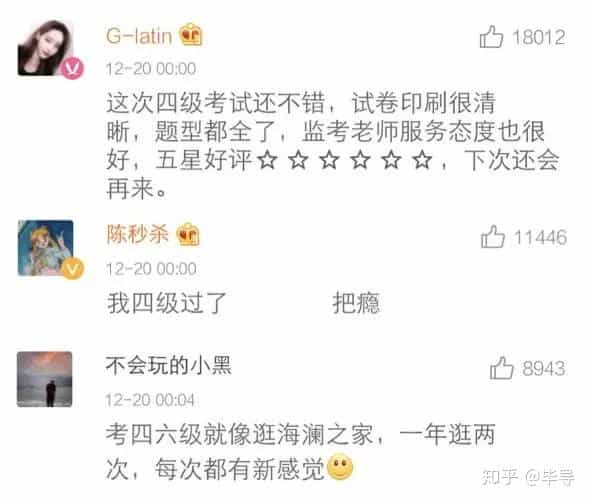 G-latin 18012
12-20 00:00
这次四级考试还不错，试卷印刷很清
晰，题型都全了，监考老师服务态度也很
好，五星好评☆☆☆☆☆☆，下次还会
再来。
陈秒杀 11446
12-20 00:00
我四级过了 把瘾
不会玩的小黑 8943
12-20 00:04
考四六级就像逛海澜之家，一年逛两
次，每次都有新感觉
知乎 @毕导